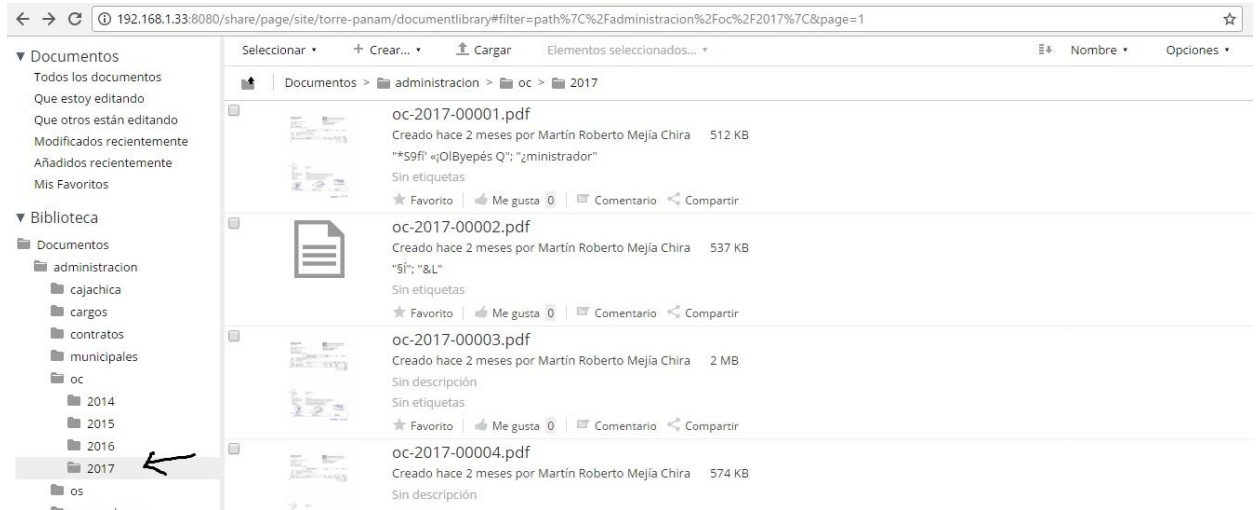 192.168.1.33:8080/share/page/site/torre-panam/documentlibrary#filter=path%7C%2Fadministracion%2Foc%2F2017%7C&page=1
Documentos
Todos los documentos
Que estoy editando
Que otros están editando
Modificados recientemente
Añadidos recientemente
Mis Favoritos
Biblioteca
Documentos
administracion
cajachica
cargos
contratos
municipales
oc
2014
2015
2016
2017
os
Seleccionar + Crear... Cargar Elementos seleccionados... Nombre Opciones
Documentos > administracion > oc > 2017
oc-2017-00001.pdf
Creado hace 2 meses por Martín Roberto Mejía Chira 512 KB
"*S9fi' «¡OlByepés Q"; "¿ministrador"
Sin etiquetas
Favorito Me gusta 0 Comentario Compartir
oc-2017-00002.pdf
Creado hace 2 meses por Martín Roberto Mejía Chira 537 KB
"§Í"; "&L"
Sin etiquetas
Favorito Me gusta 0 Comentario Compartir
oc-2017-00003.pdf
Creado hace 2 meses por Martín Roberto Mejía Chira 2 MB
Sin descripción
Sin etiquetas
Favorito Me gusta 0 Comentario Compartir
oc-2017-00004.pdf
Creado hace 2 meses por Martín Roberto Mejía Chira 574 KB
Sin descripción